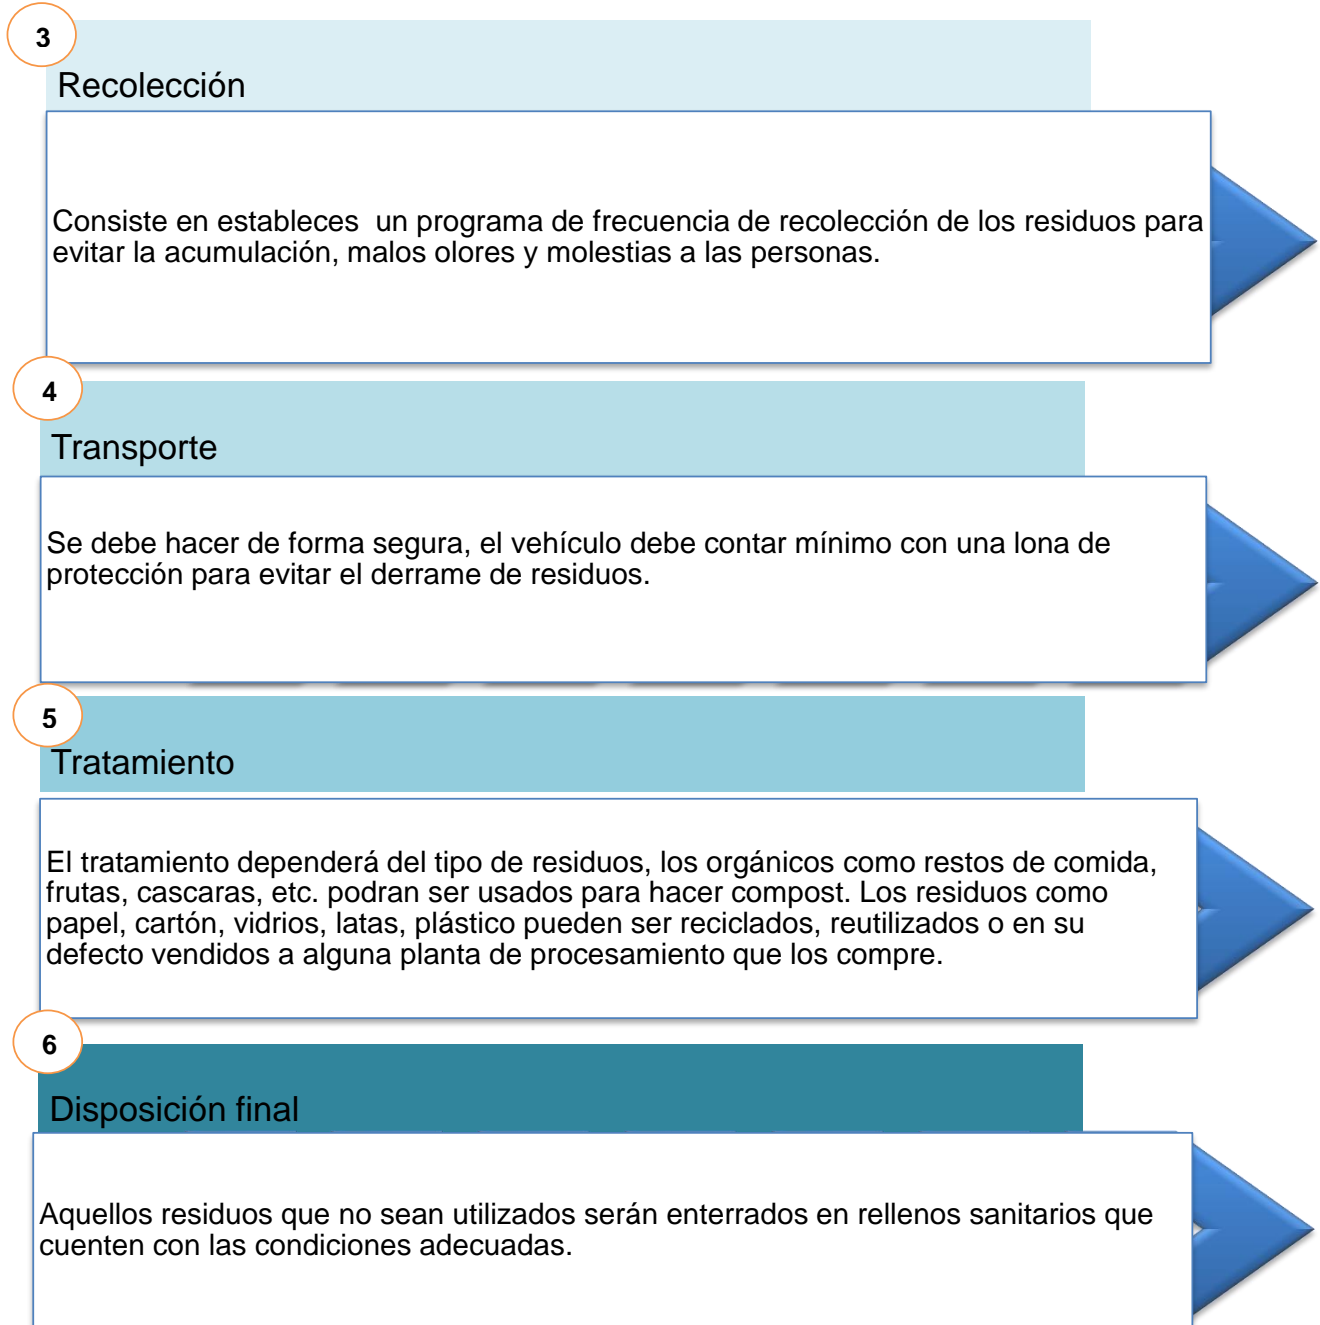 3
Recolección
Consiste en estableces  un programa de frecuencia de recolección de los residuos para
evitar la acumulación, malos olores y molestias a las personas.
4
Transporte
Se debe hacer de forma segura, el vehículo debe contar mínimo con una lona de
protección para evitar el derrame de residuos.
5
Tratamiento
El tratamiento dependerá del tipo de residuos, los orgánicos como restos de comida,
frutas, cascaras, etc. podran ser usados para hacer compost. Los residuos como
papel, cartón, vidrios, latas, plástico pueden ser reciclados, reutilizados o en su
defecto vendidos a alguna planta de procesamiento que los compre.
6
Disposición final
Aquellos residuos que no sean utilizados serán enterrados en rellenos sanitarios que
cuenten con las condiciones adecuadas.